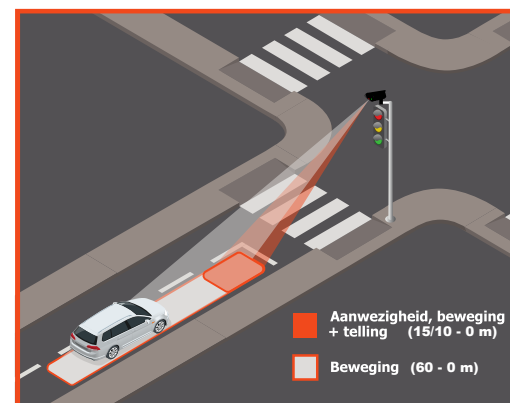 Aanwezigheid, beweging
+ telling (15/10 - 0 m)
Beweging (60 - 0 m)